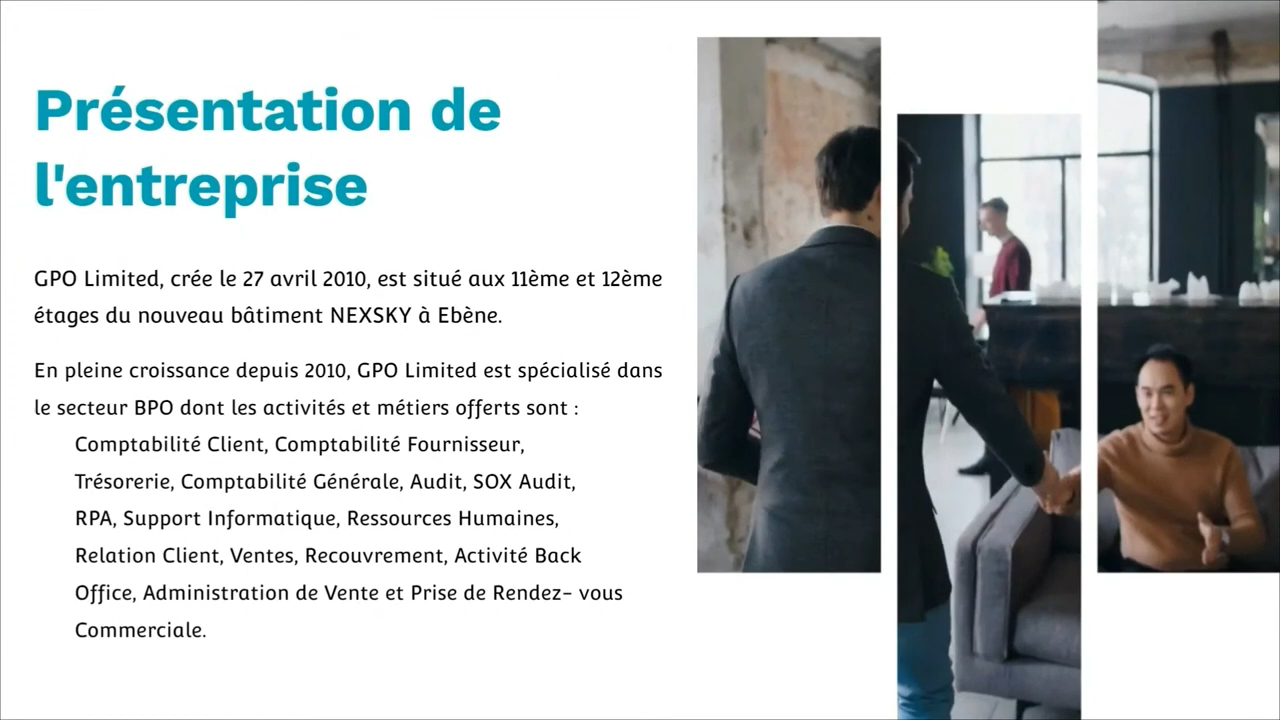 Présentation de
l'entreprise
GPO Limited, crée le 27 avril 2010, est situé aux 11ème et 12ème
étages du nouveau bâtiment NEXSKY à Ebène.
En pleine croissance depuis 2010, GPO Limited est spécialisé dans
le secteur BPO dont les activités et métiers offerts sont :
Comptabilité Client, Comptabilité Fournisseur,
Trésorerie, Comptabilité Générale, Audit, SOX Audit,
RPA, Support Informatique, Ressources Humaines,
Relation Client, Ventes, Recouvrement, Activité Back
Office, Administration de Vente et Prise de Rendez- vous
Commerciale.